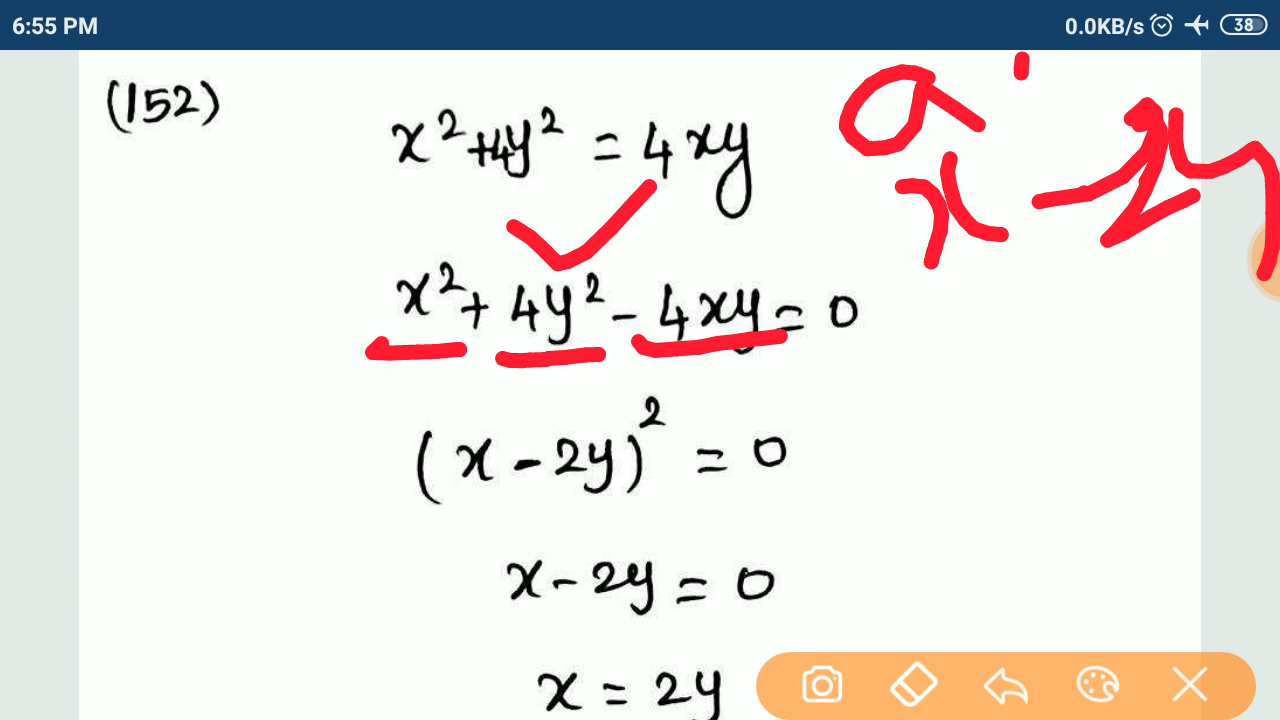 6:55 PM 0.0KB/s 38
(152)
x²+4y² = 4xy
x²+ 4y² - 4xy = 0
(x - 2y)² = 0
x - 2y = 0
x = 2y
a
x - 2y